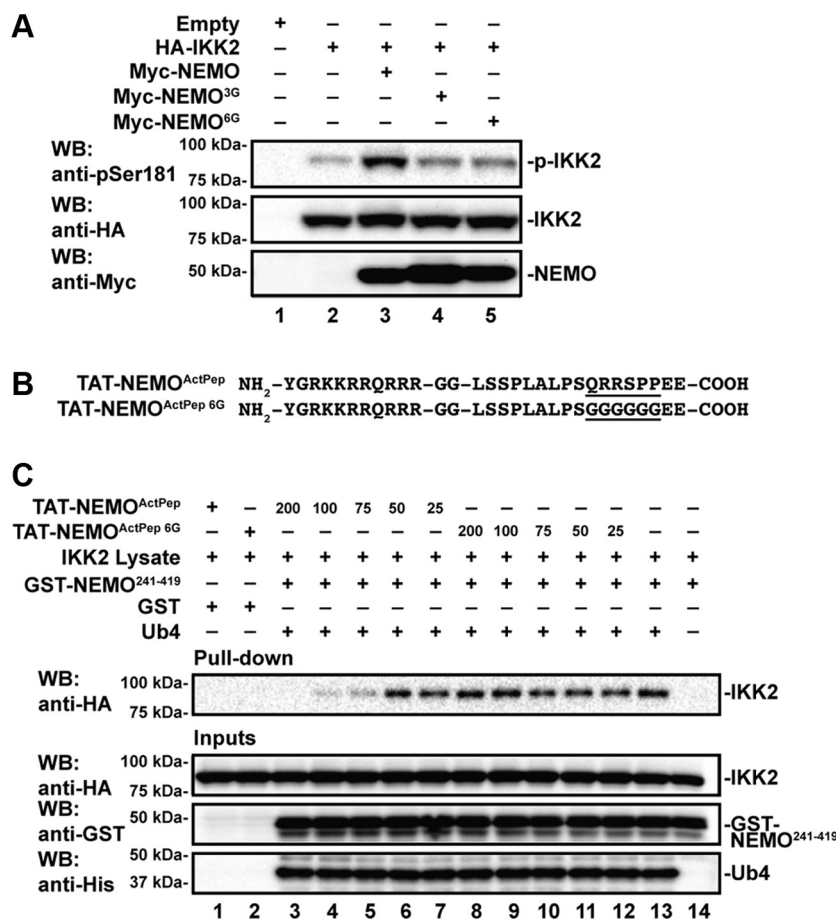 A
Empty + – – – –
HA-IKK2 – + + + +
Myc-NEMO – – + – –
Myc-NEMO3G – – – + –
Myc-NEMO6G – – – – +
WB: anti-pSer181
100 kDa-
75 kDa-
-p-IKK2
WB: anti-HA
100 kDa-
75 kDa-
-IKK2
WB: anti-Myc
50 kDa-
-NEMO
1 2 3 4 5
B
TAT-NEMOActPep NH2-YGRKKRRQRRR-GG-LSSPLALPSQRRSPPEE-COOH
TAT-NEMOActPep 6G NH2-YGRKKRRQRRR-GG-LSSPLALPSGGGGGGEE-COOH
C
TAT-NEMOActPep + – 200 100 75 50 25 – – – – – – –
TAT-NEMOActPep 6G – + – – – – – 200 100 75 50 25 – –
IKK2 Lysate + + + + + + + + + + + + + +
GST-NEMO241-419 – – + + + + + + + + + + + +
GST + + – – – – – – – – – – – –
Ub4 – – + + + + + + + + + + + –
Pull-down
WB: anti-HA
100 kDa-
75 kDa-
-IKK2
Inputs
WB: anti-HA
100 kDa-
75 kDa-
-IKK2
WB: anti-GST
50 kDa-
-GST-NEMO241-419
WB: anti-His
50 kDa-
37 kDa-
-Ub4
1 2 3 4 5 6 7 8 9 10 11 12 13 14